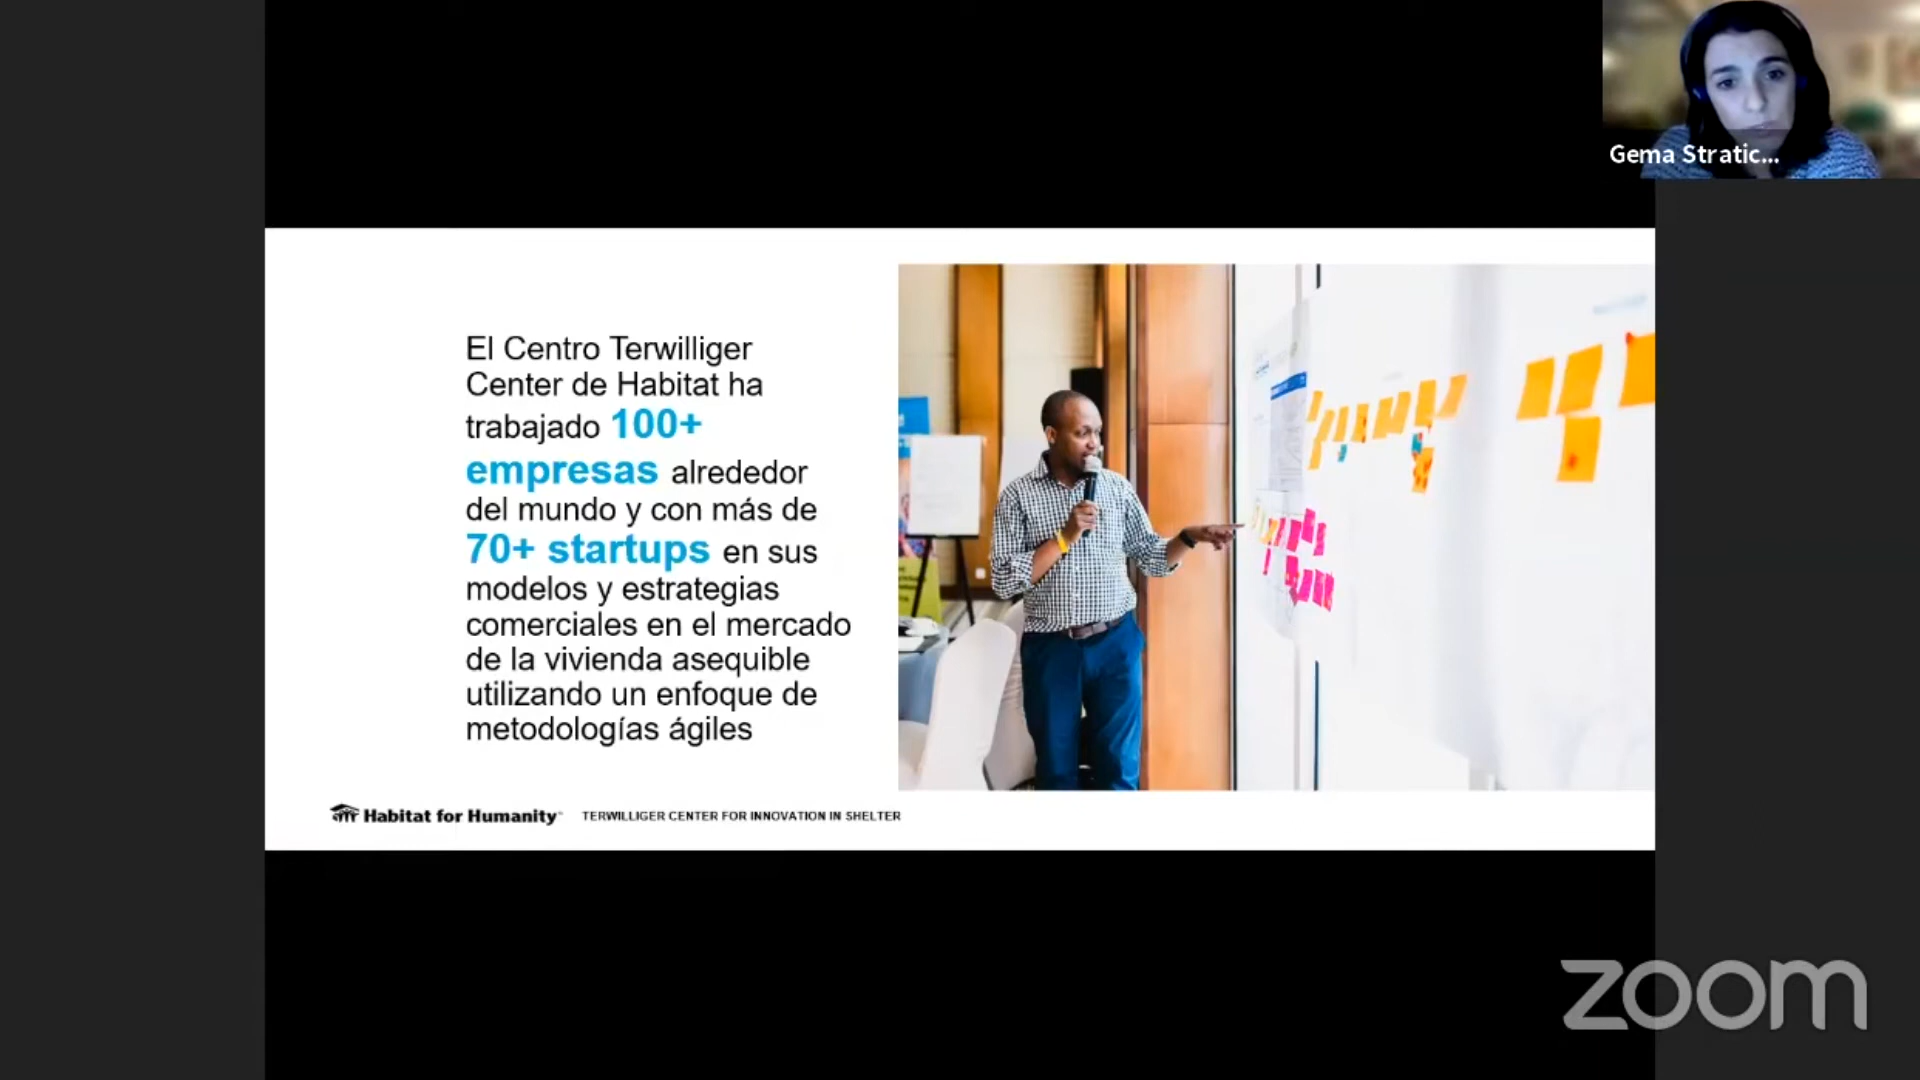 Gema Stratic...
El Centro Terwilliger
Center de Habitat ha
trabajado 100+
empresas alrededor
del mundo y con más de
70+ startups en sus
modelos y estrategias
comerciales en el mercado
de la vivienda asequible
utilizando un enfoque de
metodologías ágiles
Habitat for Humanity
TERWILLIGER CENTER FOR INNOVATION IN SHELTER
zoom